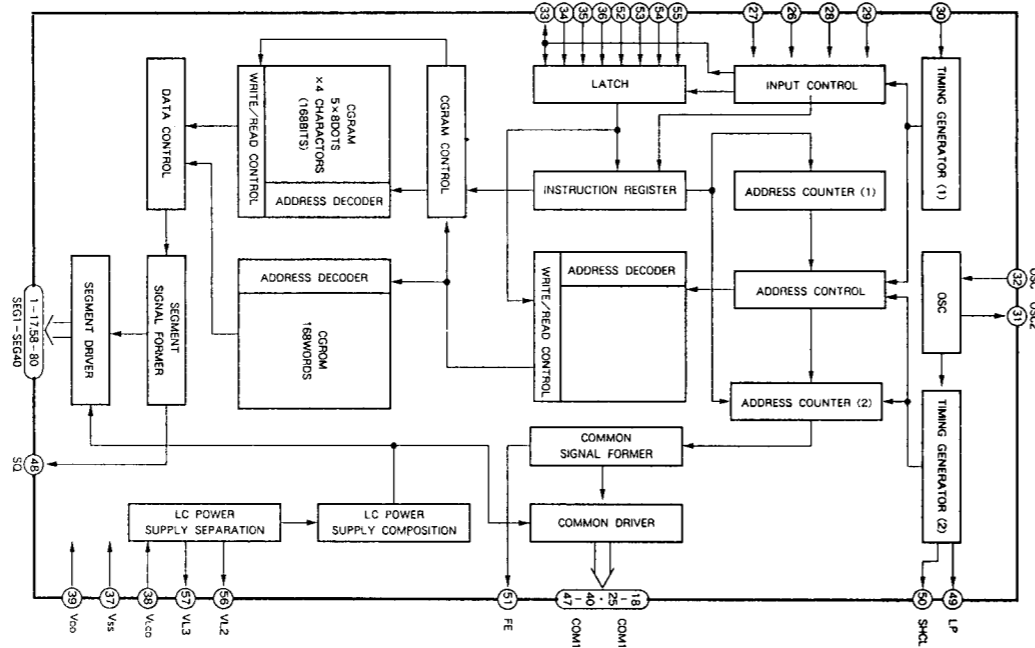 33
34
35
36
52
53
54
55
27
26
28
29
30
LATCH
INPUT CONTROL
TIMING GENERATOR (1)
DATA CONTROL
WRITE/READ CONTROL
CGRAM
5×8DOTS
×4 CHARACTORS
(168BITS)
ADDRESS DECODER
CGRAM CONTROL
INSTRUCTION REGISTER
ADDRESS COUNTER (1)
SEGMENT DRIVER
SEGMENT
SIGNAL FORMER
ADDRESS DECODER
CGROM
168WORDS
WRITE/READ CONTROL
ADDRESS DECODER
ADDRESS CONTROL
OSC
32
31
OSC2
1-17,58-80
SEG1-SEG40
ADDRESS COUNTER (2)
TIMING GENERATOR
(2)
48
SO
COMMON
SIGNAL FORMER
LC POWER
SUPPLY SEPARATION
LC POWER
SUPPLY COMPOSITION
COMMON DRIVER
39
37
38
57
56
51
47
40
25
18
50
49
VDD
VSS
VLCD
VL3
VL2
FE
COM1
COM1
SHCL
LP